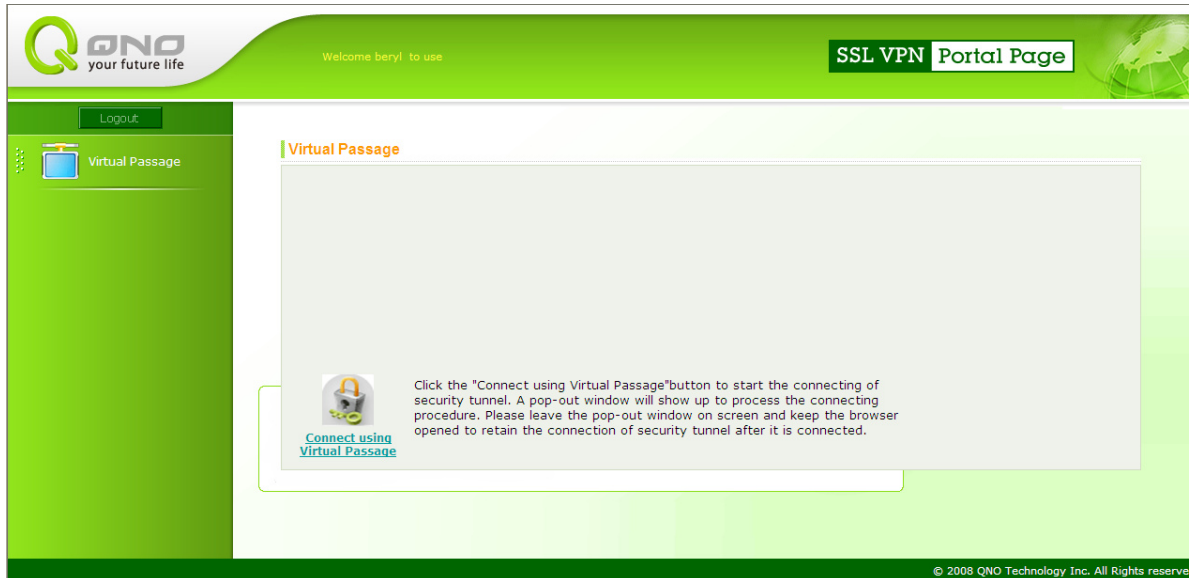 QNO
your future life
Welcome beryl to use
SSL VPN Portal Page
Logout
Virtual Passage
Virtual Passage
Click the "Connect using Virtual Passage"button to start the connecting of
security tunnel. A pop-out window will show up to process the connecting
procedure. Please leave the pop-out window on screen and keep the browser
opened to retain the connection of security tunnel after it is connected.
Connect using
Virtual Passage
© 2008 QNO Technology Inc. All Rights reserve